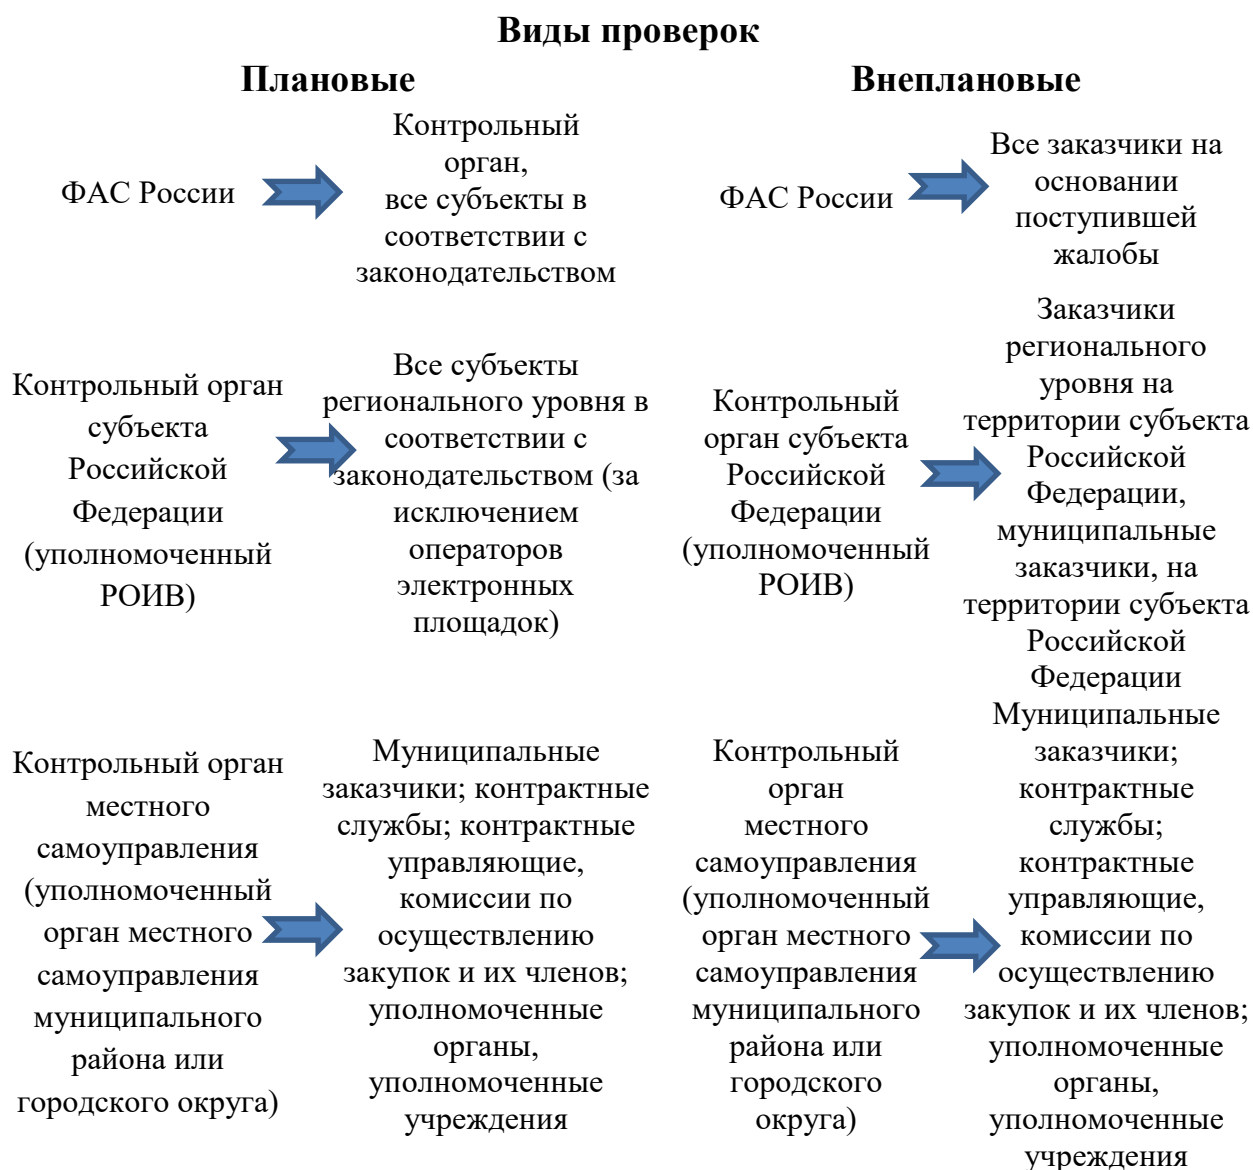 Виды проверок
Плановые
Внеплановые
ФАС России
Контрольный
орган,
все субъекты в
соответствии с
законодательством
ФАС России
Все заказчики на
основании
поступившей
жалобы
Контрольный орган
субъекта
Российской
Федерации
(уполномоченный
РОИВ)
Все субъекты
регионального уровня в
соответствии с
законодательством (за
исключением
операторов
электронных
площадок)
Контрольный
орган субъекта
Российской
Федерации
(уполномоченный
РОИВ)
Заказчики
регионального
уровня на
территории субъекта
Российской
Федерации,
муниципальные
заказчики, на
территории субъекта
Российской
Федерации
Контрольный орган
местного
самоуправления
(уполномоченный
орган местного
самоуправления
муниципального
района или
городского округа)
Муниципальные
заказчики; контрактные
службы; контрактные
управляющие,
комиссии по
осуществлению
закупок и их членов;
уполномоченные
органы,
уполномоченные
учреждения
Контрольный
орган
местного
самоуправления
(уполномоченный
орган местного
самоуправления
муниципального
района или
городского
округа)
Муниципальные
заказчики;
контрактные
службы;
контрактные
управляющие,
комиссии по
осуществлению
закупок и их членов;
уполномоченные
органы,
уполномоченные
учреждения